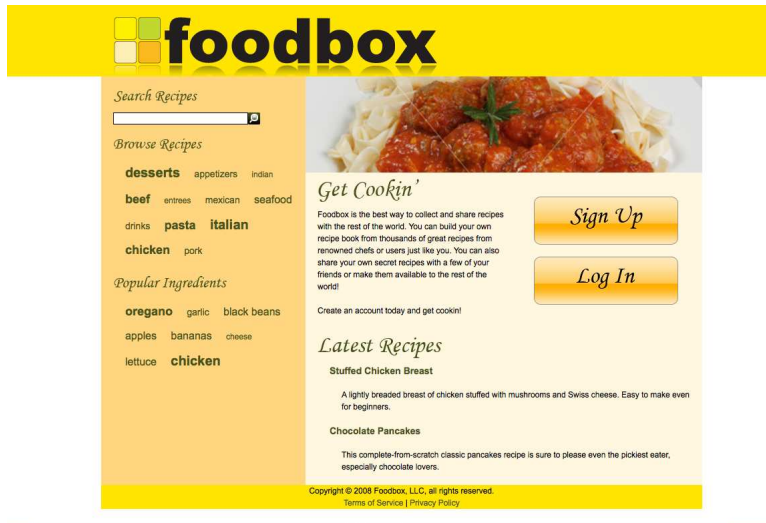 foodbox
Search Recipes
Browse Recipes
desserts appetizers indian
beef entrees mexican seafood
drinks pasta italian
chicken pork
Popular Ingredients
oregano garlic black beans
apples bananas cheese
lettuce chicken
Get Cookin'
Foodbox is the best way to collect and share recipes
with the rest of the world. You can build your own
recipe book from thousands of great recipes from
renowned chefs or users just like you. You can also
share your own secret recipes with a few of your
friends or make them available to the rest of the
world!
Create an account today and get cookin!
Sign Up
Log In
Latest Recipes
Stuffed Chicken Breast
A lightly breaded breast of chicken stuffed with mushrooms and Swiss cheese. Easy to make even
for beginners.
Chocolate Pancakes
This complete-from-scratch classic pancakes recipe is sure to please even the pickiest eater,
especially chocolate lovers.
Copyright © 2008 Foodbox, LLC, all rights reserved.
Terms of Service | Privacy Policy